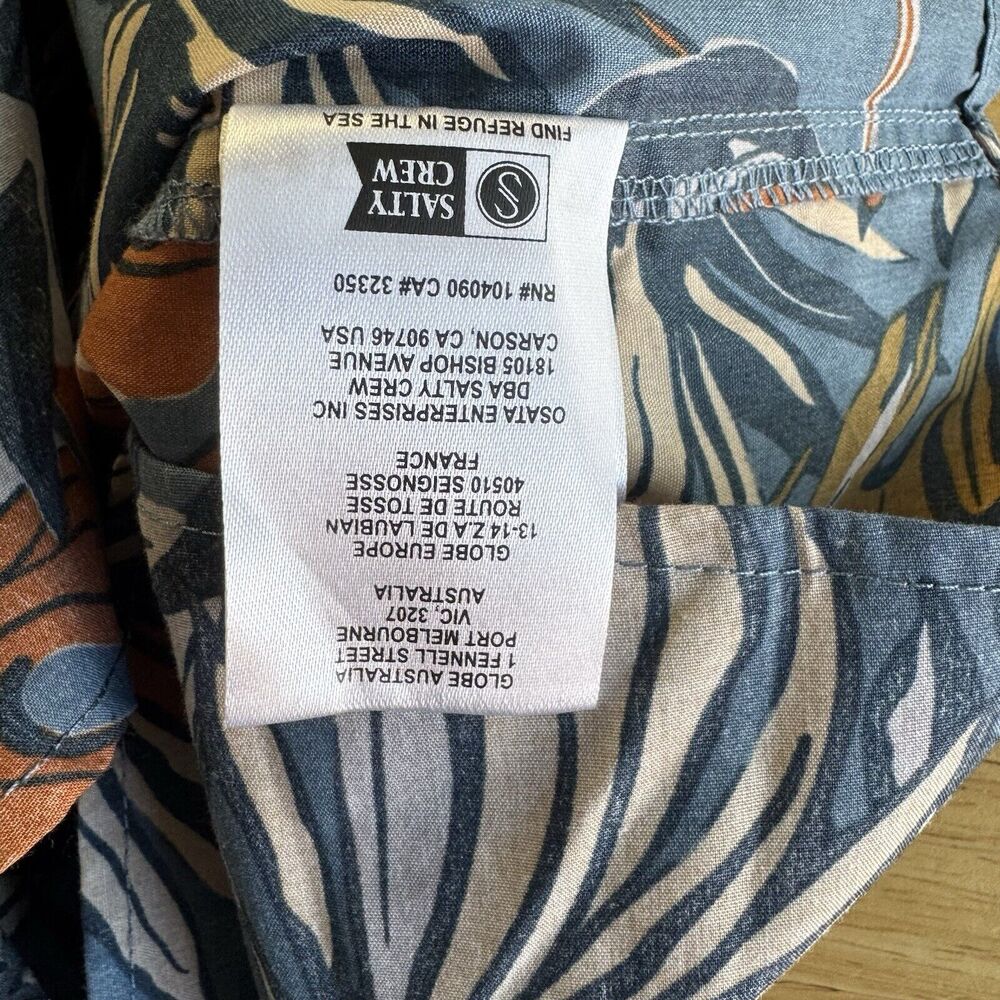 FIND REFUGE IN THE SEA
SALTY
CREW
S
RN# 104090 CA# 32350
OSATA ENTERPRISES INC
DBA SALTY CREW
18105 BISHOP AVENUE
CARSON, CA 90746 USA
GLOBE EUROPE
13-14 Z.A DE LAUBIAN
ROUTE DE TOSSE
40510 SEIGNOSSE
FRANCE
GLOBE AUSTRALIA
1 FENNELL STREET
PORT MELBOURNE
VIC, 3207
AUSTRALIA